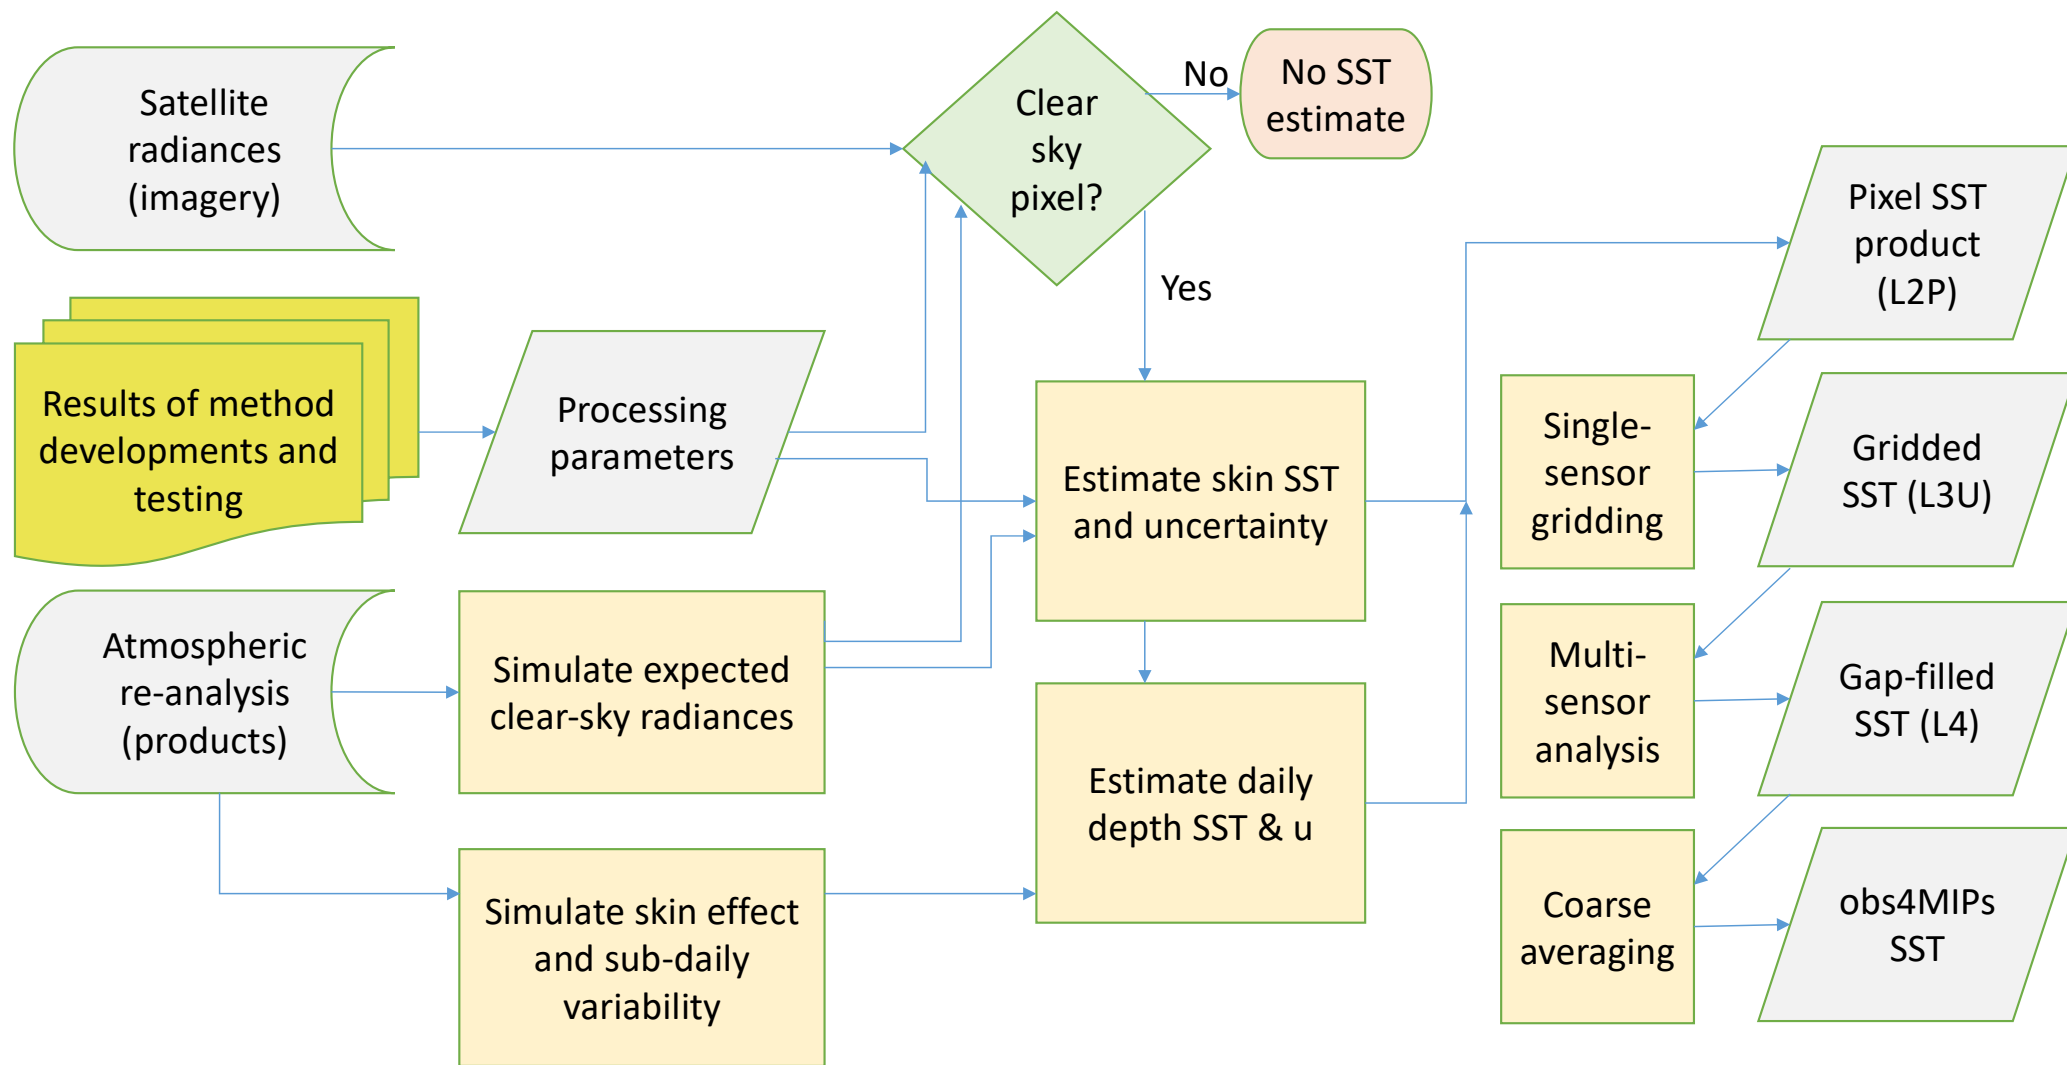 Satellite
radiances
(imagery)
Clear
sky
pixel?
No
No SST
estimate
Yes
Pixel SST
product
(L2P)
Results of method
developments and
testing
Processing
parameters
Estimate skin SST
and uncertainty
Single-
sensor
gridding
Gridded
SST (L3U)
Atmospheric
re-analysis
(products)
Simulate expected
clear-sky radiances
Estimate daily
depth SST & u
Multi-
sensor
analysis
Gap-filled
SST (L4)
Simulate skin effect
and sub-daily
variability
Coarse
averaging
obs4MIPs
SST